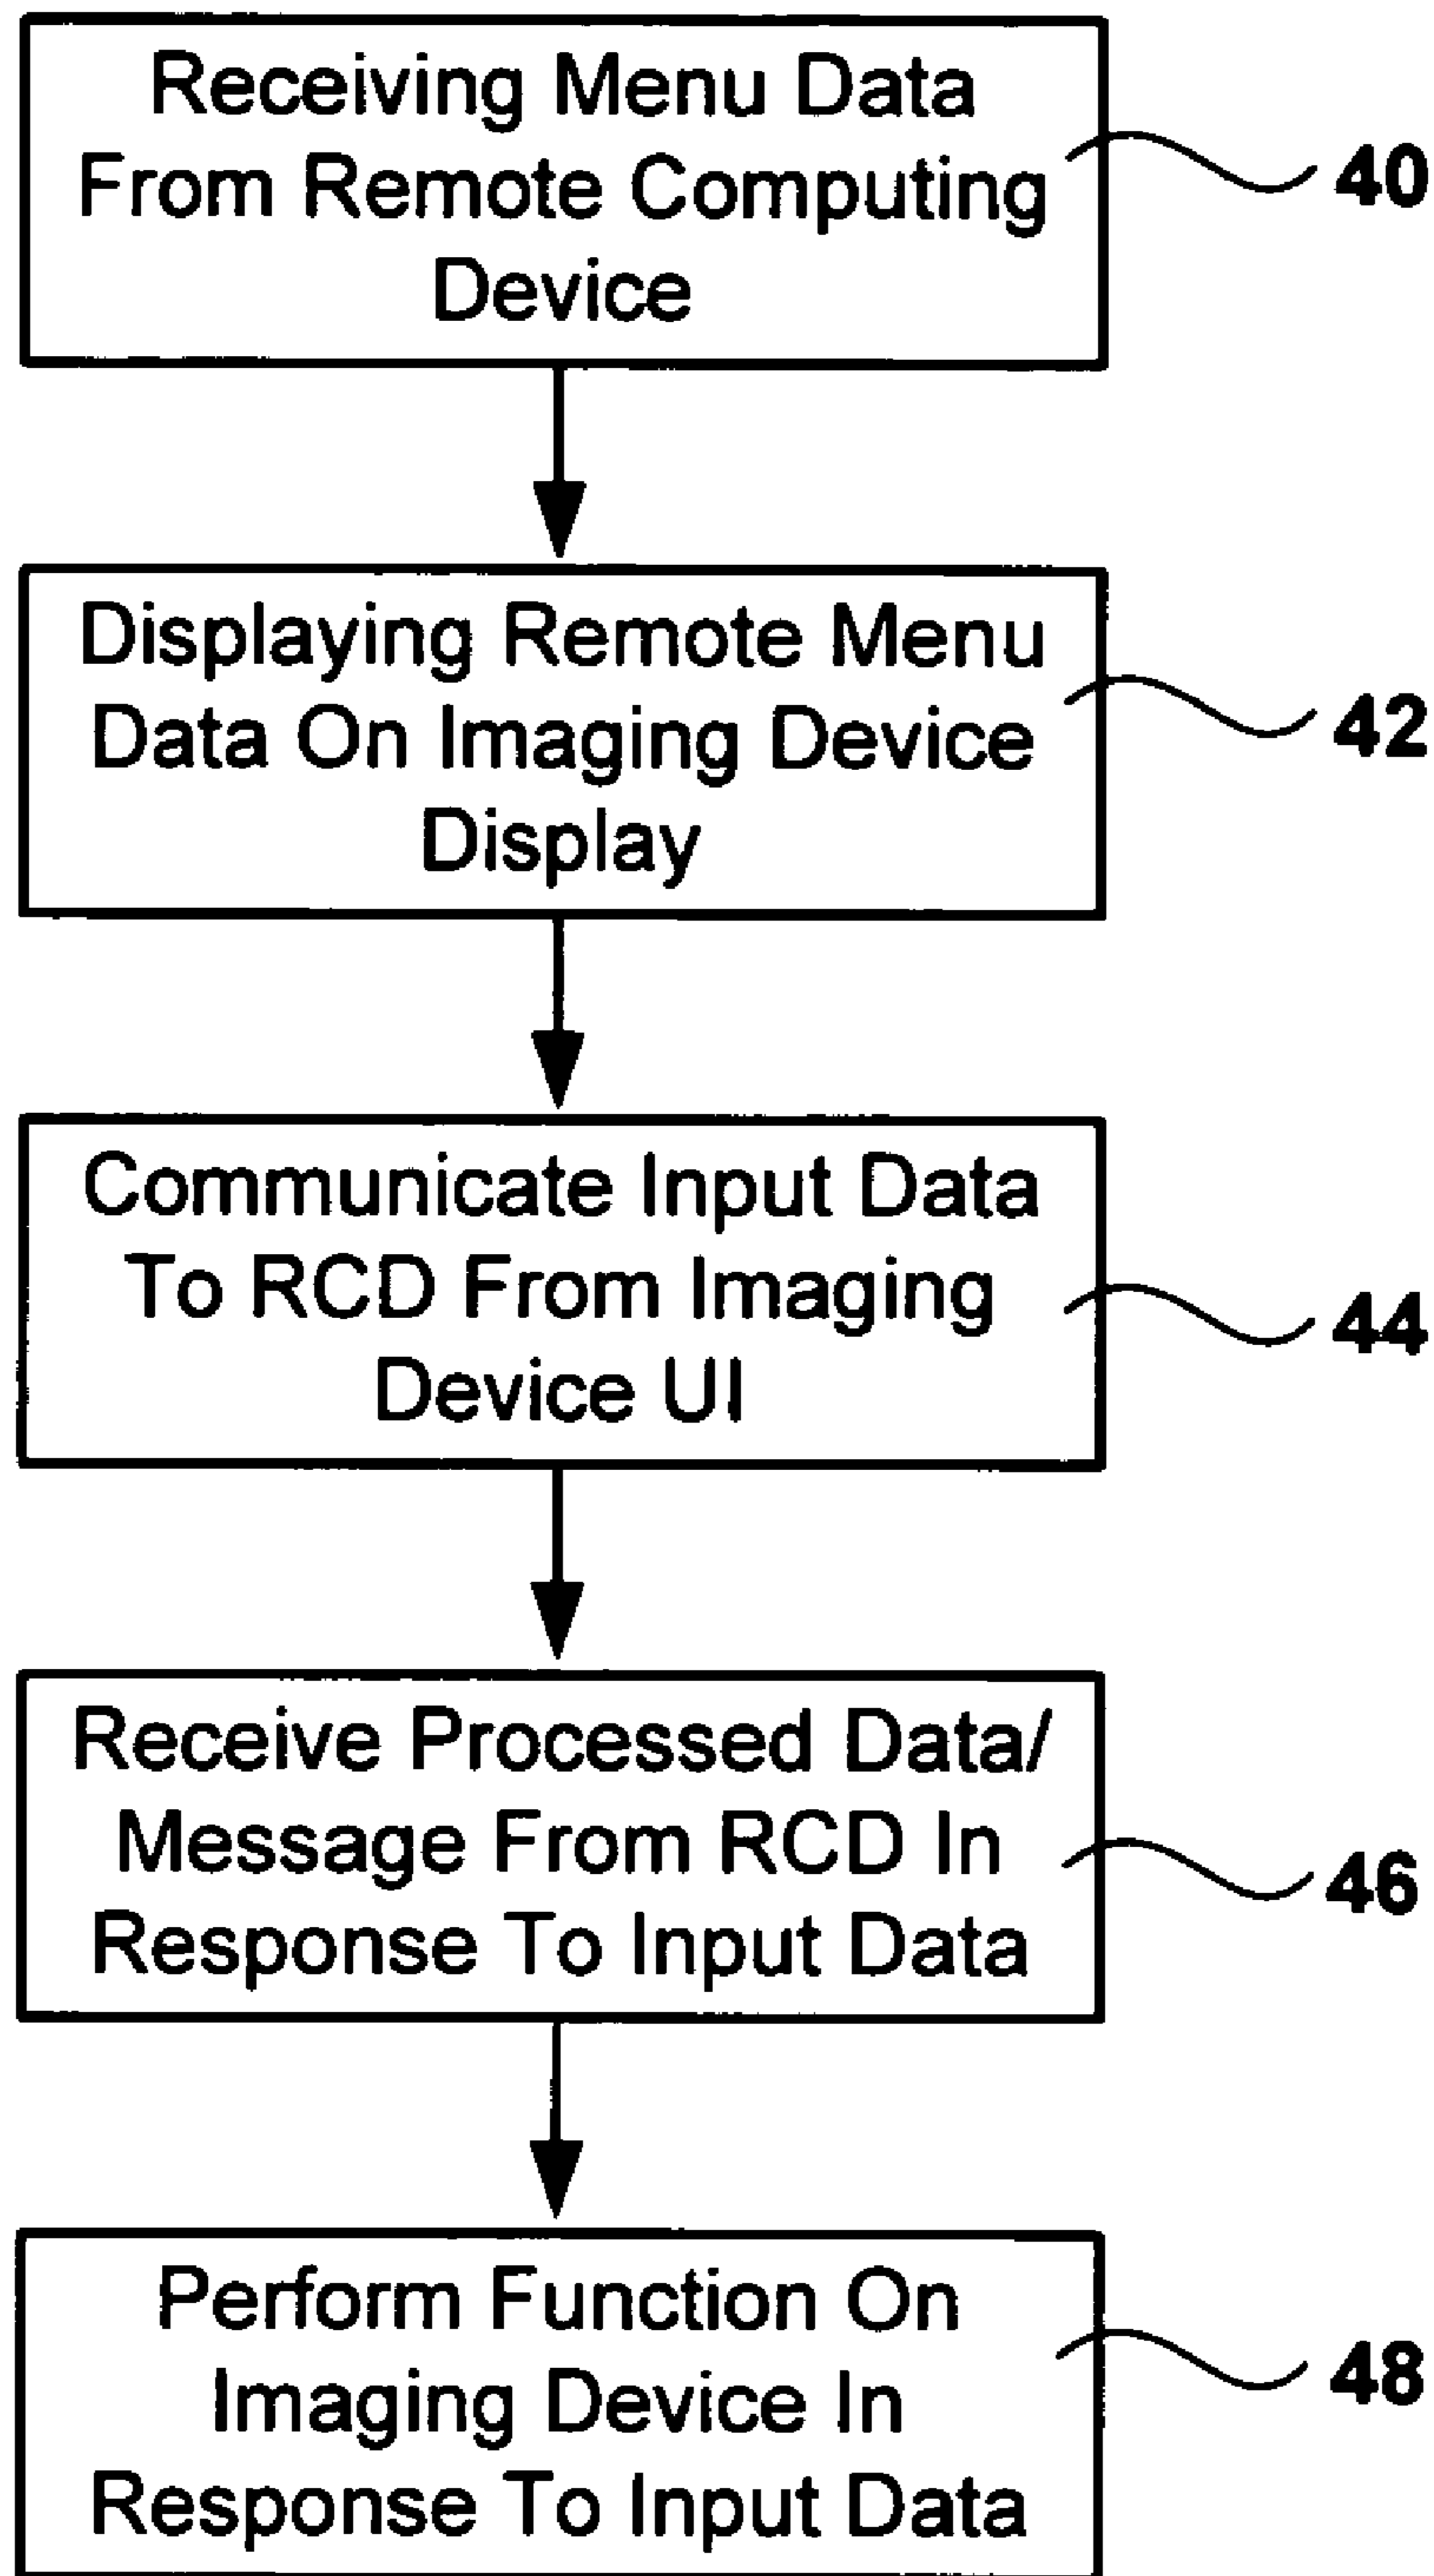 Receiving Menu Data
From Remote Computing
Device
40
Displaying Remote Menu
Data On Imaging Device
Display
42
Communicate Input Data
To RCD From Imaging
Device UI
44
Receive Processed Data/
Message From RCD In
Response To Input Data
46
Perform Function On
Imaging Device In
Response To Input Data
48